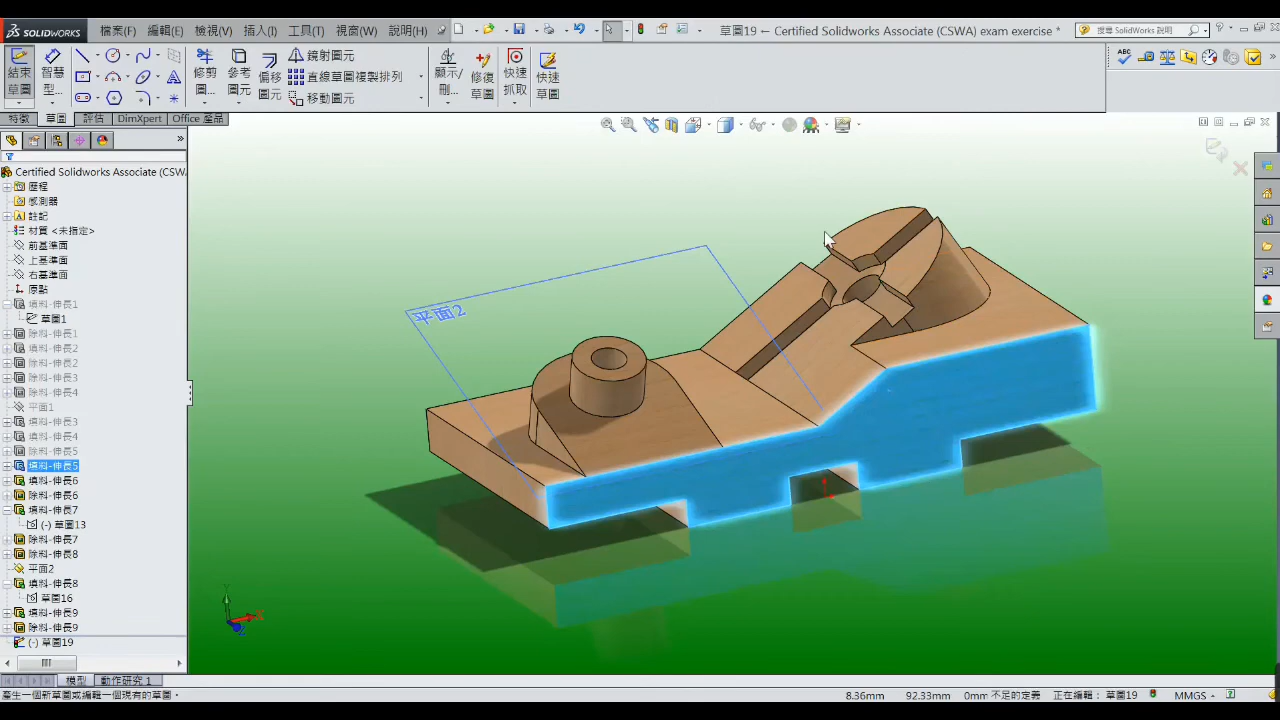 SOLIDWORKS 檔案(F) 編輯(E) 檢視(V) 插入(I) 工具(T) 視窗(W) 說明(H) 草圖19 ← Certified Solidworks Associate (CSWA) exam exercise * 搜尋 SOLIDWORKS 說明
結束草圖 智慧型... 修剪圖... 參考圖元 偏移圖元 鏡射圖元 直線草圖複製排列 移動圖元 顯示/刪... 修復草圖 快速抓取 快速草圖
特徵 草圖 評估 DimXpert Office 產品
Certified Solidworks Associate (CSWA
歷程
感測器
註記
材質 <未指定>
前基準面
上基準面
右基準面
原點
填料-伸長1
草圖1
除料-伸長1
填料-伸長2
除料-伸長2
除料-伸長3
除料-伸長4
平面1
填料-伸長3
填料-伸長4
除料-伸長5
填料-伸長5
填料-伸長6
除料-伸長6
填料-伸長7
(-) 草圖13
除料-伸長7
除料-伸長8
平面2
填料-伸長8
草圖16
填料-伸長9
除料-伸長9
(-) 草圖19
平面2
Y
X
Z
模型 動作研究 1
產生一個新草圖或編輯一個現有的草圖。 8.36mm 92.33mm 0mm 不足的定義 正在編輯: 草圖19 MMGS